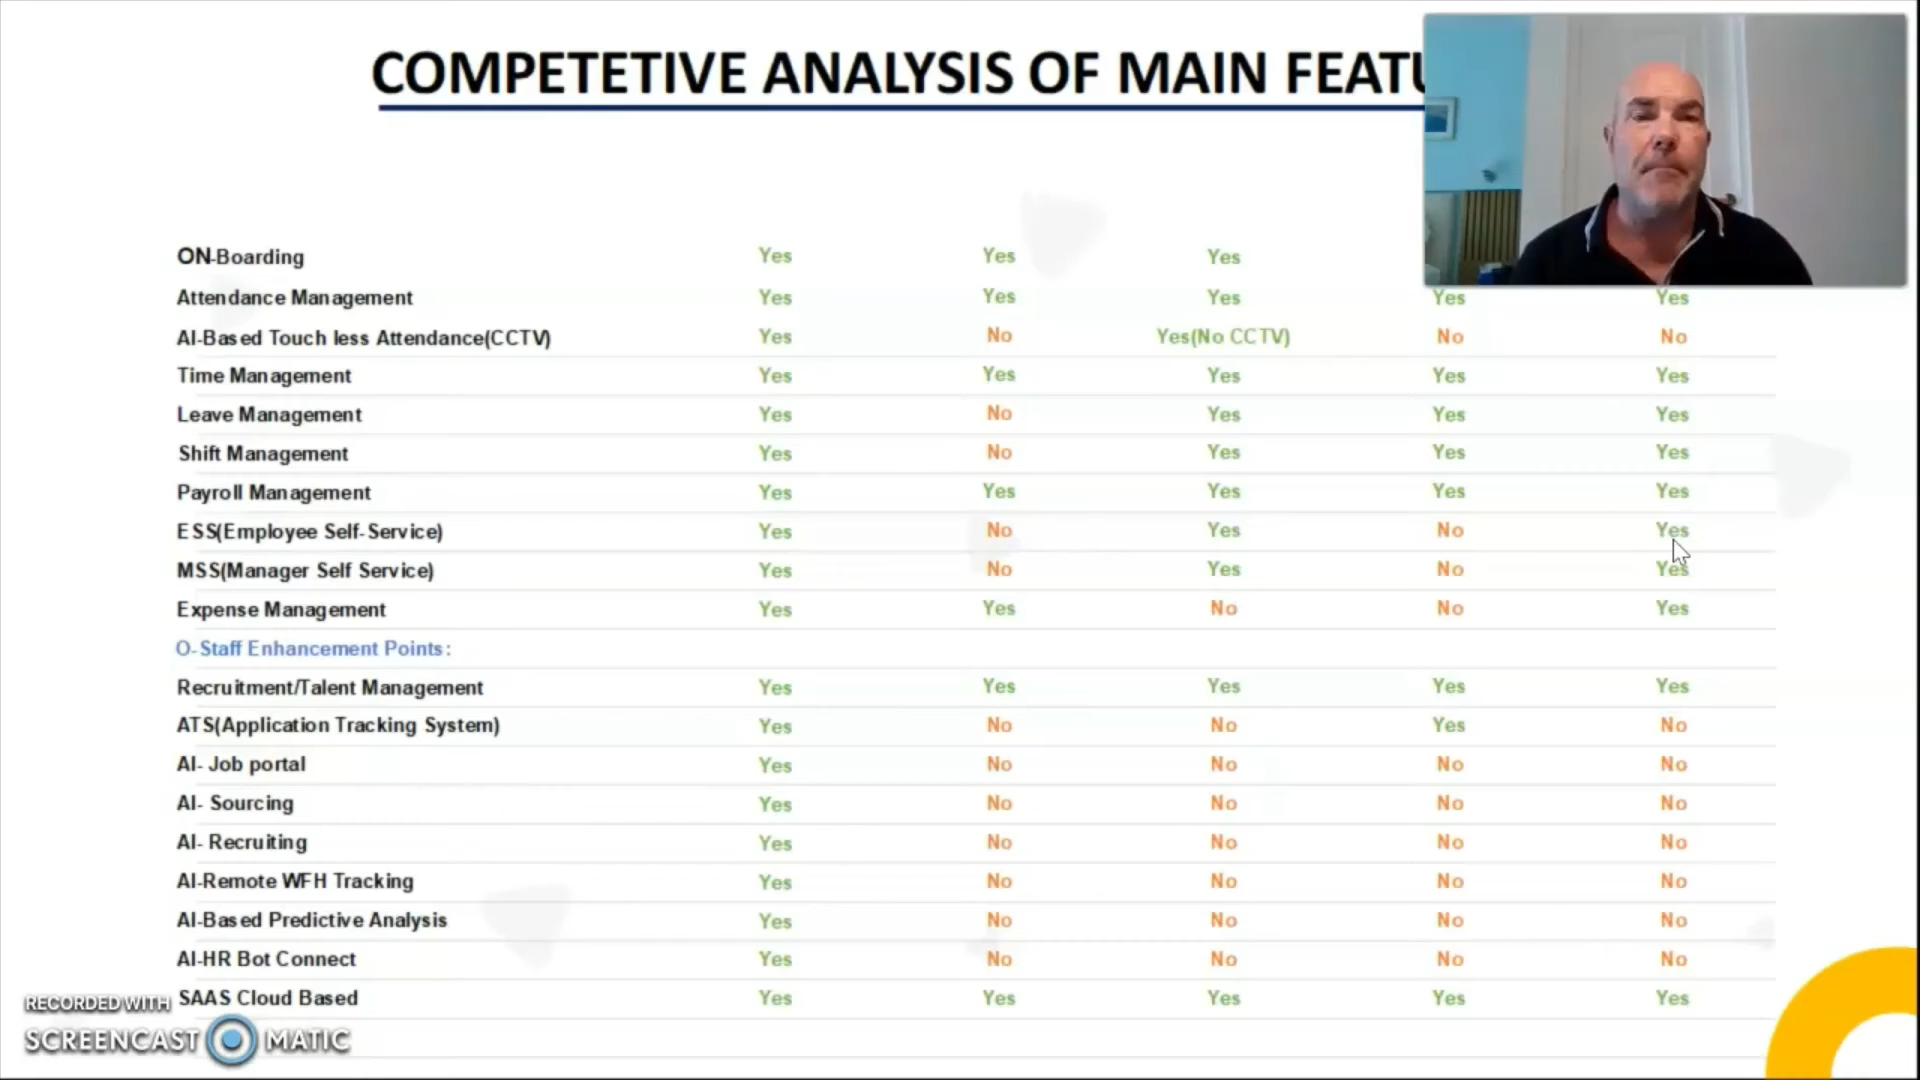 COMPETETIVE ANALYSIS OF MAIN FEATU
ON-Boarding Yes Yes Yes
Attendance Management Yes Yes Yes Yes Yes
AI-Based Touch less Attendance(CCTV) Yes No Yes(No CCTV) No No
Time Management Yes Yes Yes Yes Yes
Leave Management Yes No Yes Yes Yes
Shift Management Yes No Yes Yes Yes
Payroll Management Yes Yes Yes Yes Yes
ESS(Employee Self-Service) Yes No Yes No Yes
MSS(Manager Self Service) Yes No Yes No Yes
Expense Management Yes Yes No No Yes
O-Staff Enhancement Points:
Recruitment/Talent Management Yes Yes Yes Yes Yes
ATS(Application Tracking System) Yes No No Yes No
AI- Job portal Yes No No No No
AI- Sourcing Yes No No No No
AI- Recruiting Yes No No No No
AI-Remote WFH Tracking Yes No No No No
AI-Based Predictive Analysis Yes No No No No
AI-HR Bot Connect Yes No No No No
SAAS Cloud Based Yes Yes Yes Yes Yes
RECORDED WITH
SCREENCAST MATIC